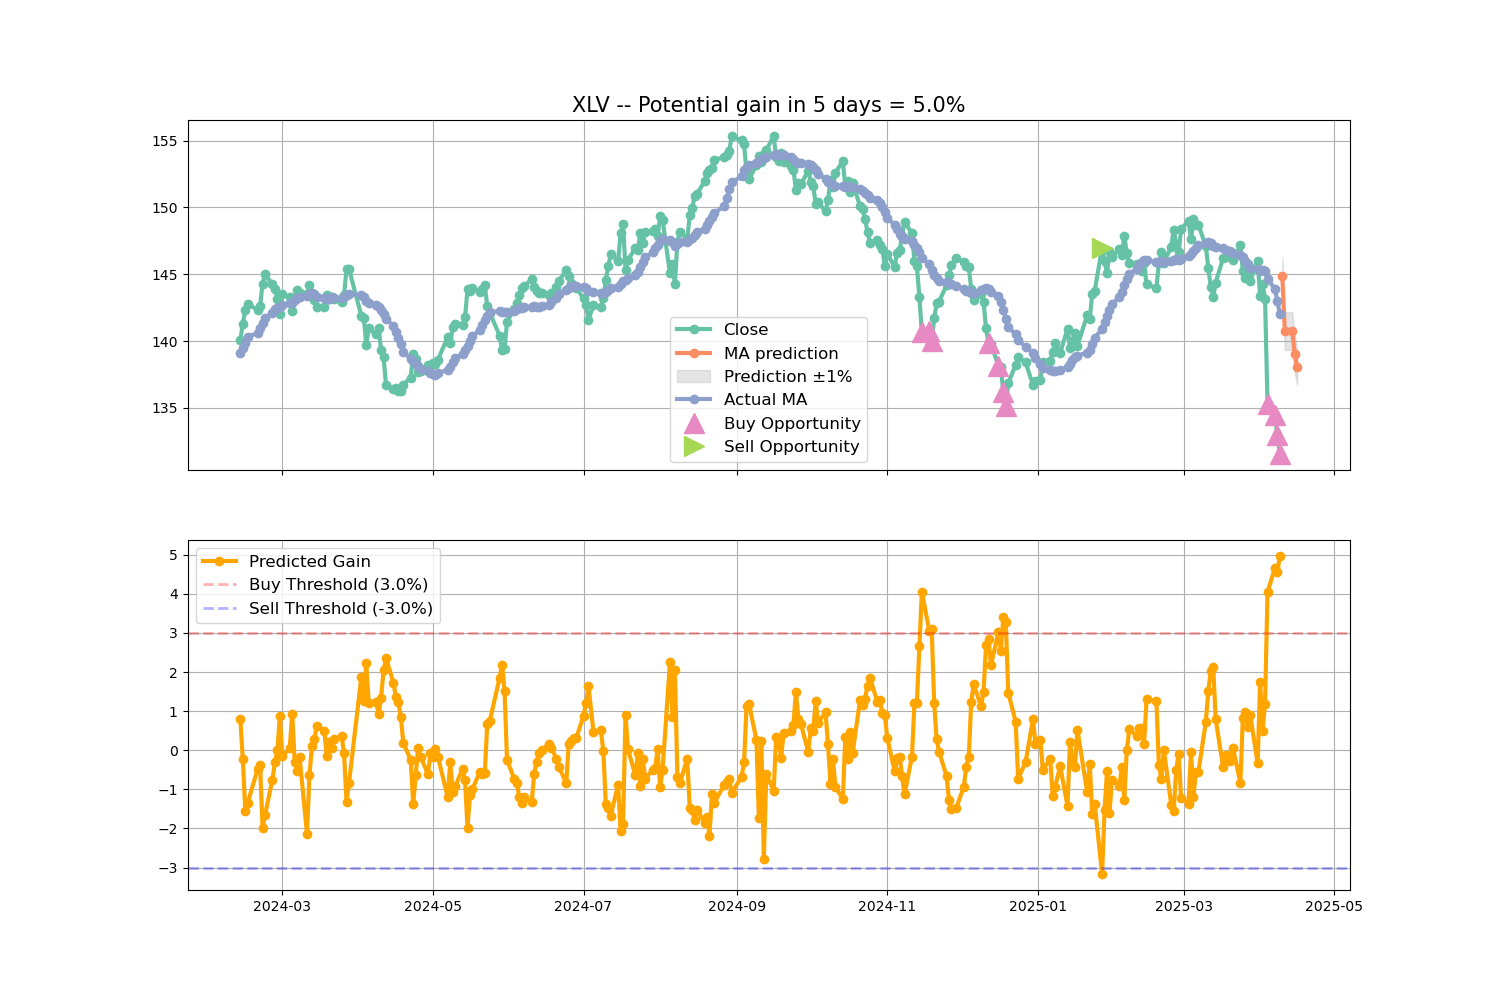 XLV -- Potential gain in 5 days = 5.0%
155
150
145
140
135
Close
MA prediction
Prediction ±1%
Actual MA
Buy Opportunity
Sell Opportunity
5
4
3
2
1
0
−1
−2
−3
Predicted Gain
Buy Threshold (3.0%)
Sell Threshold (-3.0%)
2024-03
2024-05
2024-07
2024-09
2024-11
2025-01
2025-03
2025-05